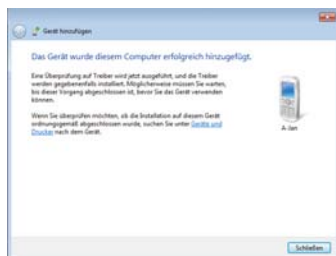 Gerät hinzufügen
Das Gerät wurde diesem Computer erfolgreich hinzugefügt.
Eine Überprüfung auf Treiber wird jetzt ausgeführt, und die Treiber
werden gegebenenfalls installiert. Möglicherweise müssen Sie warten,
bis dieser Vorgang abgeschlossen ist, bevor Sie das Gerät verwenden
können.
Wenn Sie überprüfen möchten, ob die Installation auf diesem Gerät
ordnungsgemäß abgeschlossen wurde, suchen Sie unter Geräte und
Drucker nach dem Gerät.
A-Jan
Schließen